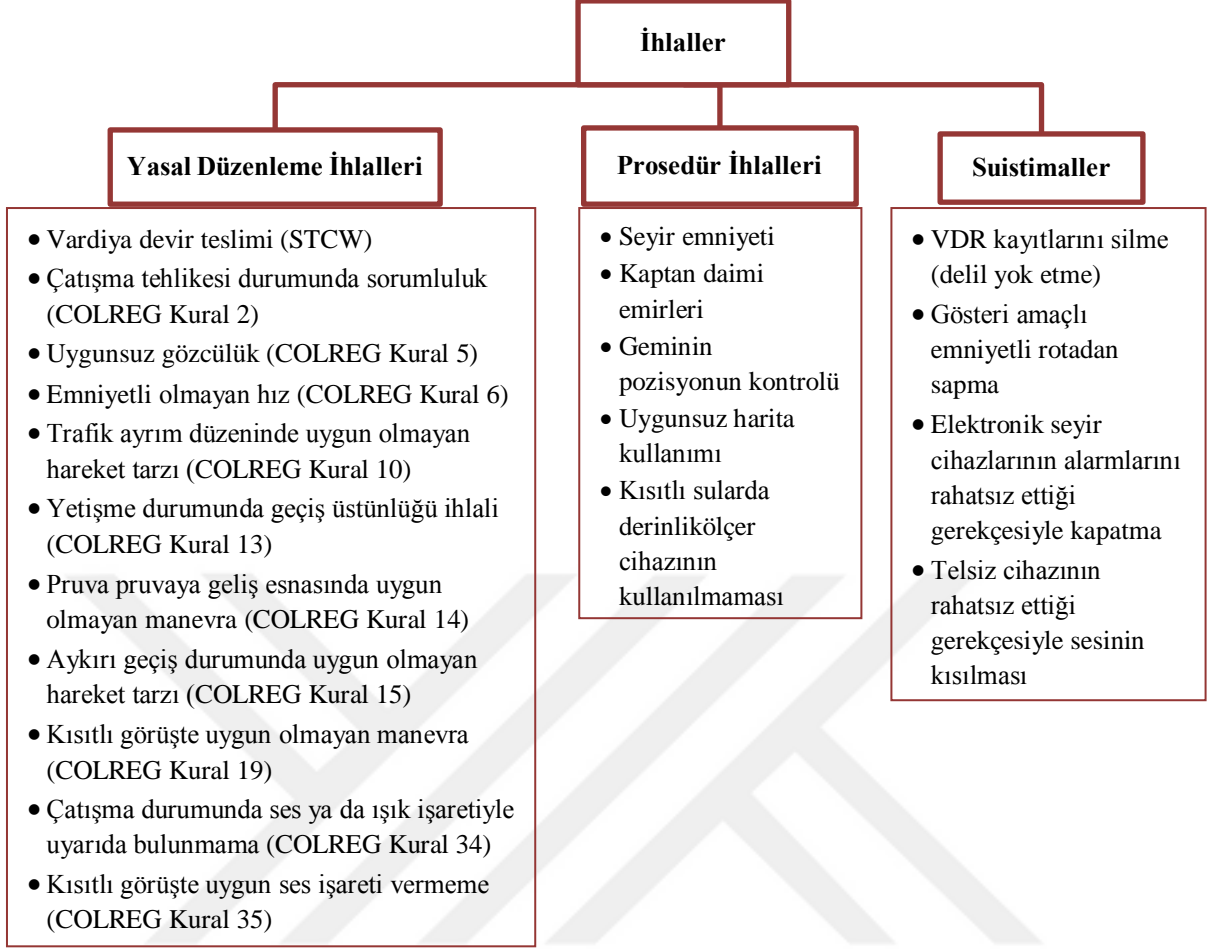 İhlaller
Yasal Düzenleme İhlalleri
• Vardiya devir teslimi (STCW)
• Çatışma tehlikesi durumunda sorumluluk
(COLREG Kural 2)
• Uygunsuz gözcülük (COLREG Kural 5)
• Emniyetli olmayan hız (COLREG Kural 6)
• Trafik ayrım düzeninde uygun olmayan
hareket tarzı (COLREG Kural 10)
• Yetişme durumunda geçiş üstünlüğü ihlali
(COLREG Kural 13)
• Pruva pruvaya geliş esnasında uygun
olmayan manevra (COLREG Kural 14)
• Aykırı geçiş durumunda uygun olmayan
hareket tarzı (COLREG Kural 15)
• Kısıtlı görüşte uygun olmayan manevra
(COLREG Kural 19)
• Çatışma durumunda ses ya da ışık işaretiyle
uyarıda bulunmama (COLREG Kural 34)
• Kısıtlı görüşte uygun ses işareti vermeme
(COLREG Kural 35)
Prosedür İhlalleri
• Seyir emniyeti
• Kaptan daimi
emirleri
• Geminin
pozisyonun kontrolü
• Uygunsuz harita
kullanımı
• Kısıtlı sularda
derinlikölçer
cihazının
kullanılmaması
Suistimaller
• VDR kayıtlarını silme
(delil yok etme)
• Gösteri amaçlı
emniyetli rotadan
sapma
• Elektronik seyir
cihazlarının alarmlarını
rahatsız ettiği
gerekçesiyle kapatma
• Telsiz cihazının
rahatsız ettiği
gerekçesiyle sesinin
kısılması